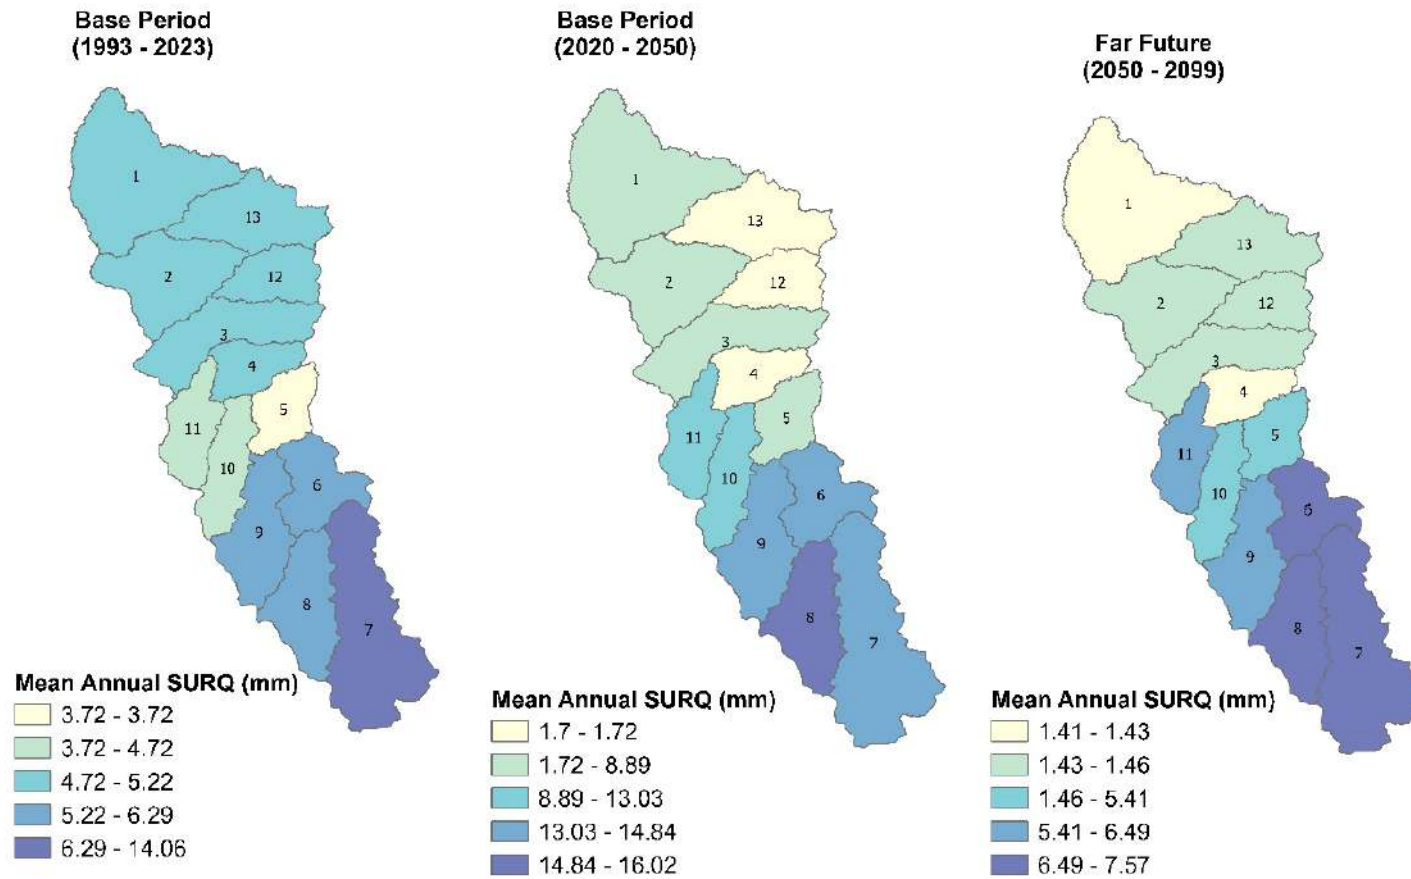 Base Period
(1993 - 2023)
1
13
2
12
3
4
5
11
10
6
9
8
7
Mean Annual SURQ (mm)
3.72 - 3.72
3.72 - 4.72
4.72 - 5.22
5.22 - 6.29
6.29 - 14.06
Base Period
(2020 - 2050)
1
13
2
12
3
4
5
11
10
6
9
8
7
Mean Annual SURQ (mm)
1.7 - 1.72
1.72 - 8.89
8.89 - 13.03
13.03 - 14.84
14.84 - 16.02
Far Future
(2050 - 2099)
1
13
2
12
3
4
5
11
10
6
9
8
7
Mean Annual SURQ (mm)
1.41 - 1.43
1.43 - 1.46
1.46 - 5.41
5.41 - 6.49
6.49 - 7.57